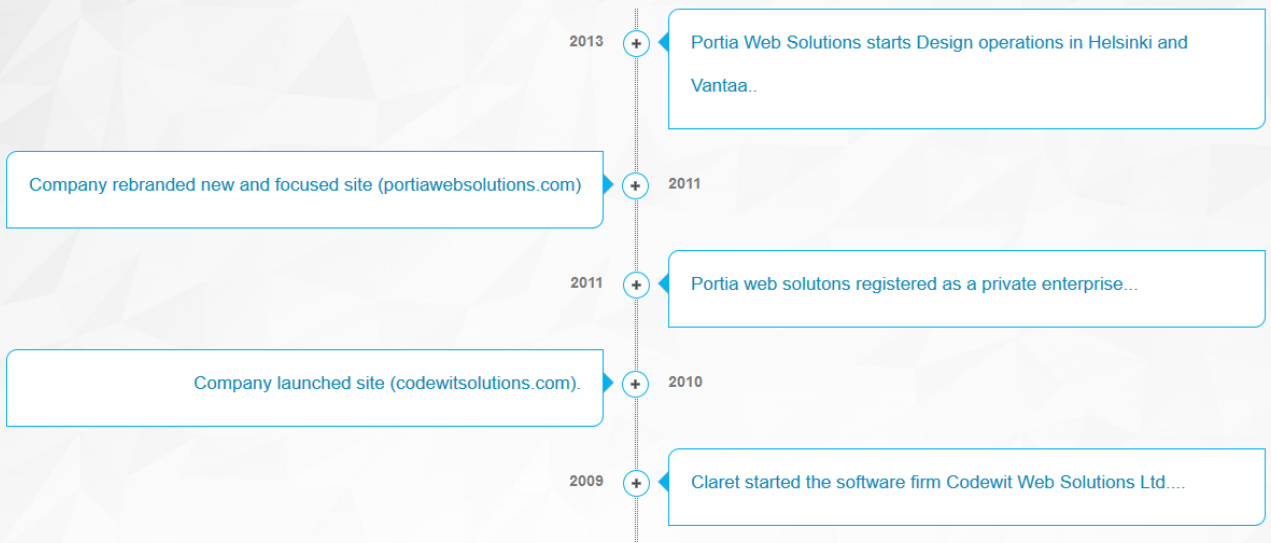 2013
Portia Web Solutions starts Design operations in Helsinki and
Vantaa..
Company rebranded new and focused site (portiawebsolutions.com)
2011
2011
Portia web solutons registered as a private enterprise...
Company launched site (codewitsolutions.com).
2010
2009
Claret started the software firm Codewit Web Solutions Ltd....